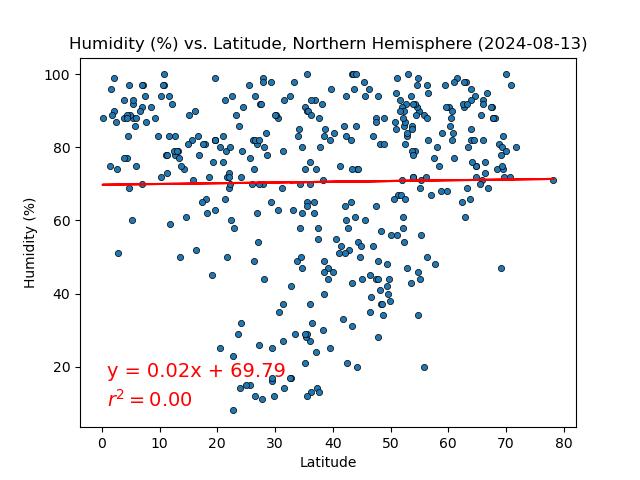 Humidity (%) vs. Latitude, Northern Hemisphere (2024-08-13)
100
80
60
40
20
Humidity (%)
y = 0.02x + 69.79
r² = 0.00
0 10 20 30 40 50 60 70 80
Latitude